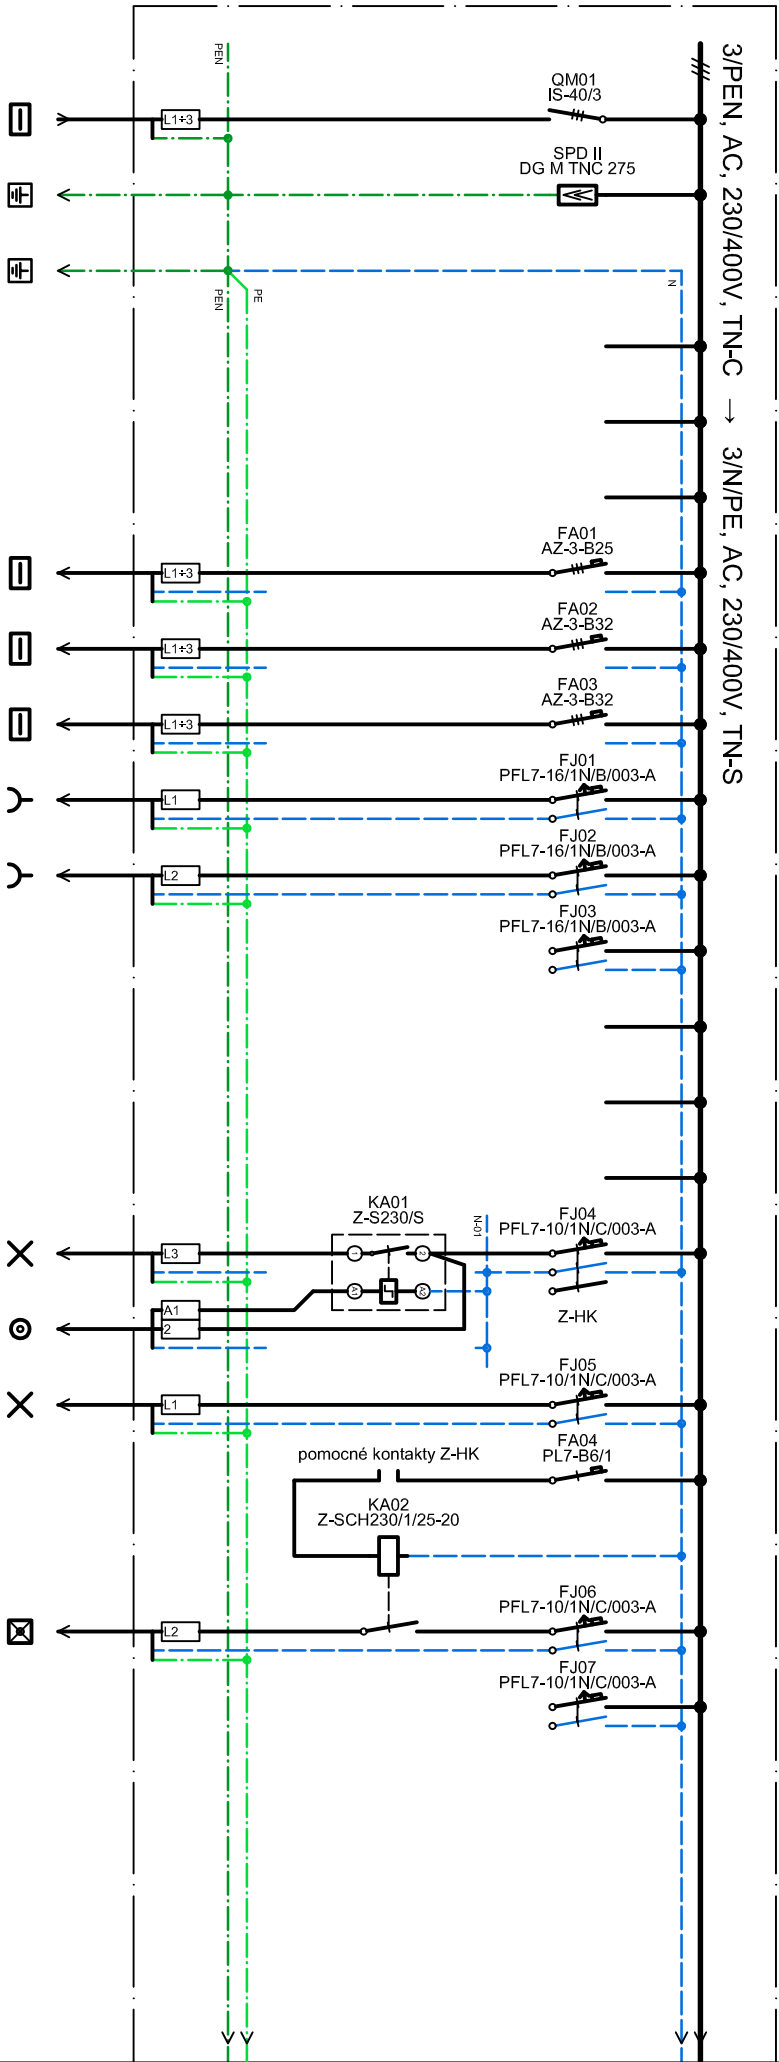 3/PEN, AC, 230/400V, TN-C → 3/N/PE, AC, 230/400V, TN-S
PEN
QM01
IS-40/3
L1÷3
SPD II
DG M TNC 275
PEN
PE
N
FA01
AZ-3-B25
L1÷3
FA02
AZ-3-B32
L1÷3
FA03
AZ-3-B32
L1÷3
FJ01
PFL7-16/1N/B/003-A
L1
FJ02
PFL7-16/1N/B/003-A
L2
FJ03
PFL7-16/1N/B/003-A
KA01
Z-S230/S
N-01
FJ04
PFL7-10/1N/C/003-A
L3
1
2
A1
A2
A1
2
Z-HK
FJ05
PFL7-10/1N/C/003-A
L1
pomocné kontakty Z-HK
FA04
PL7-B6/1
KA02
Z-SCH230/1/25-20
FJ06
PFL7-10/1N/C/003-A
L2
FJ07
PFL7-10/1N/C/003-A